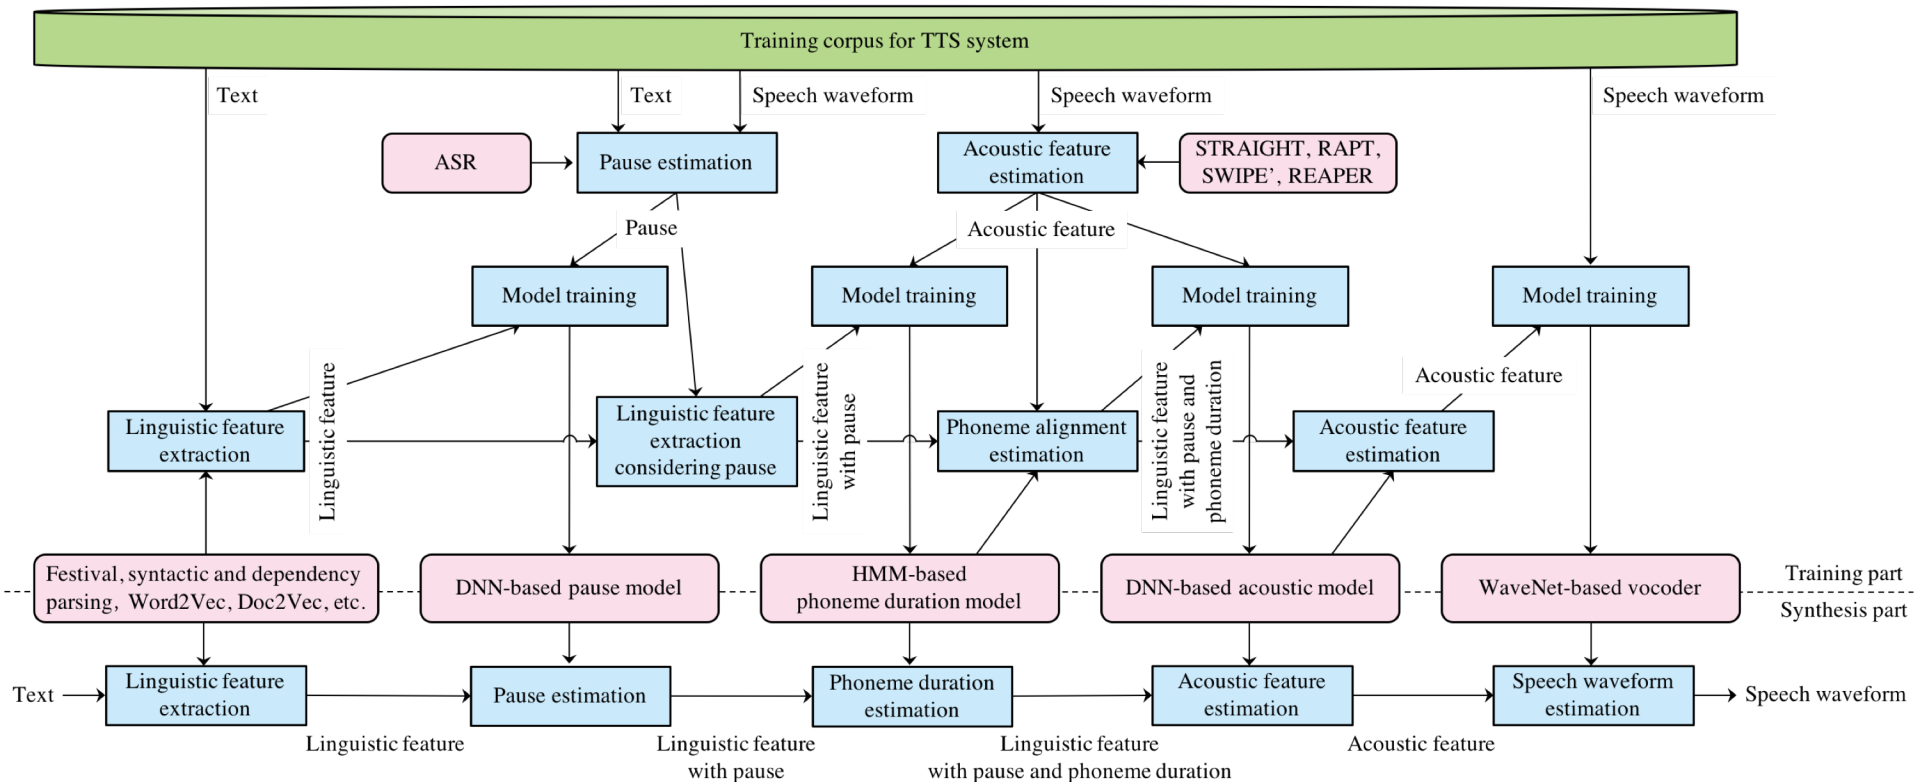 Training corpus for TTS system
Text
Text
Speech waveform
Speech waveform
Speech waveform
ASR
Pause estimation
Acoustic feature
estimation
STRAIGHT, RAPT,
SWIPE’, REAPER
Pause
Acoustic feature
Model training
Model training
Model training
Model training
Linguistic feature
Linguistic feature
with pause
Linguistic feature
with pause and
phoneme duration
Acoustic feature
Linguistic feature
extraction
Linguistic feature
extraction
considering pause
Phoneme alignment
estimation
Acoustic feature
estimation
Festival, syntactic and dependency
parsing, Word2Vec, Doc2Vec, etc.
DNN-based pause model
HMM-based
phoneme duration model
DNN-based acoustic model
WaveNet-based vocoder
Training part
Synthesis part
Text
Linguistic feature
extraction
Pause estimation
Phoneme duration
estimation
Acoustic feature
estimation
Speech waveform
estimation
Speech waveform
Linguistic feature
Linguistic feature
with pause
Linguistic feature
with pause and phoneme duration
Acoustic feature